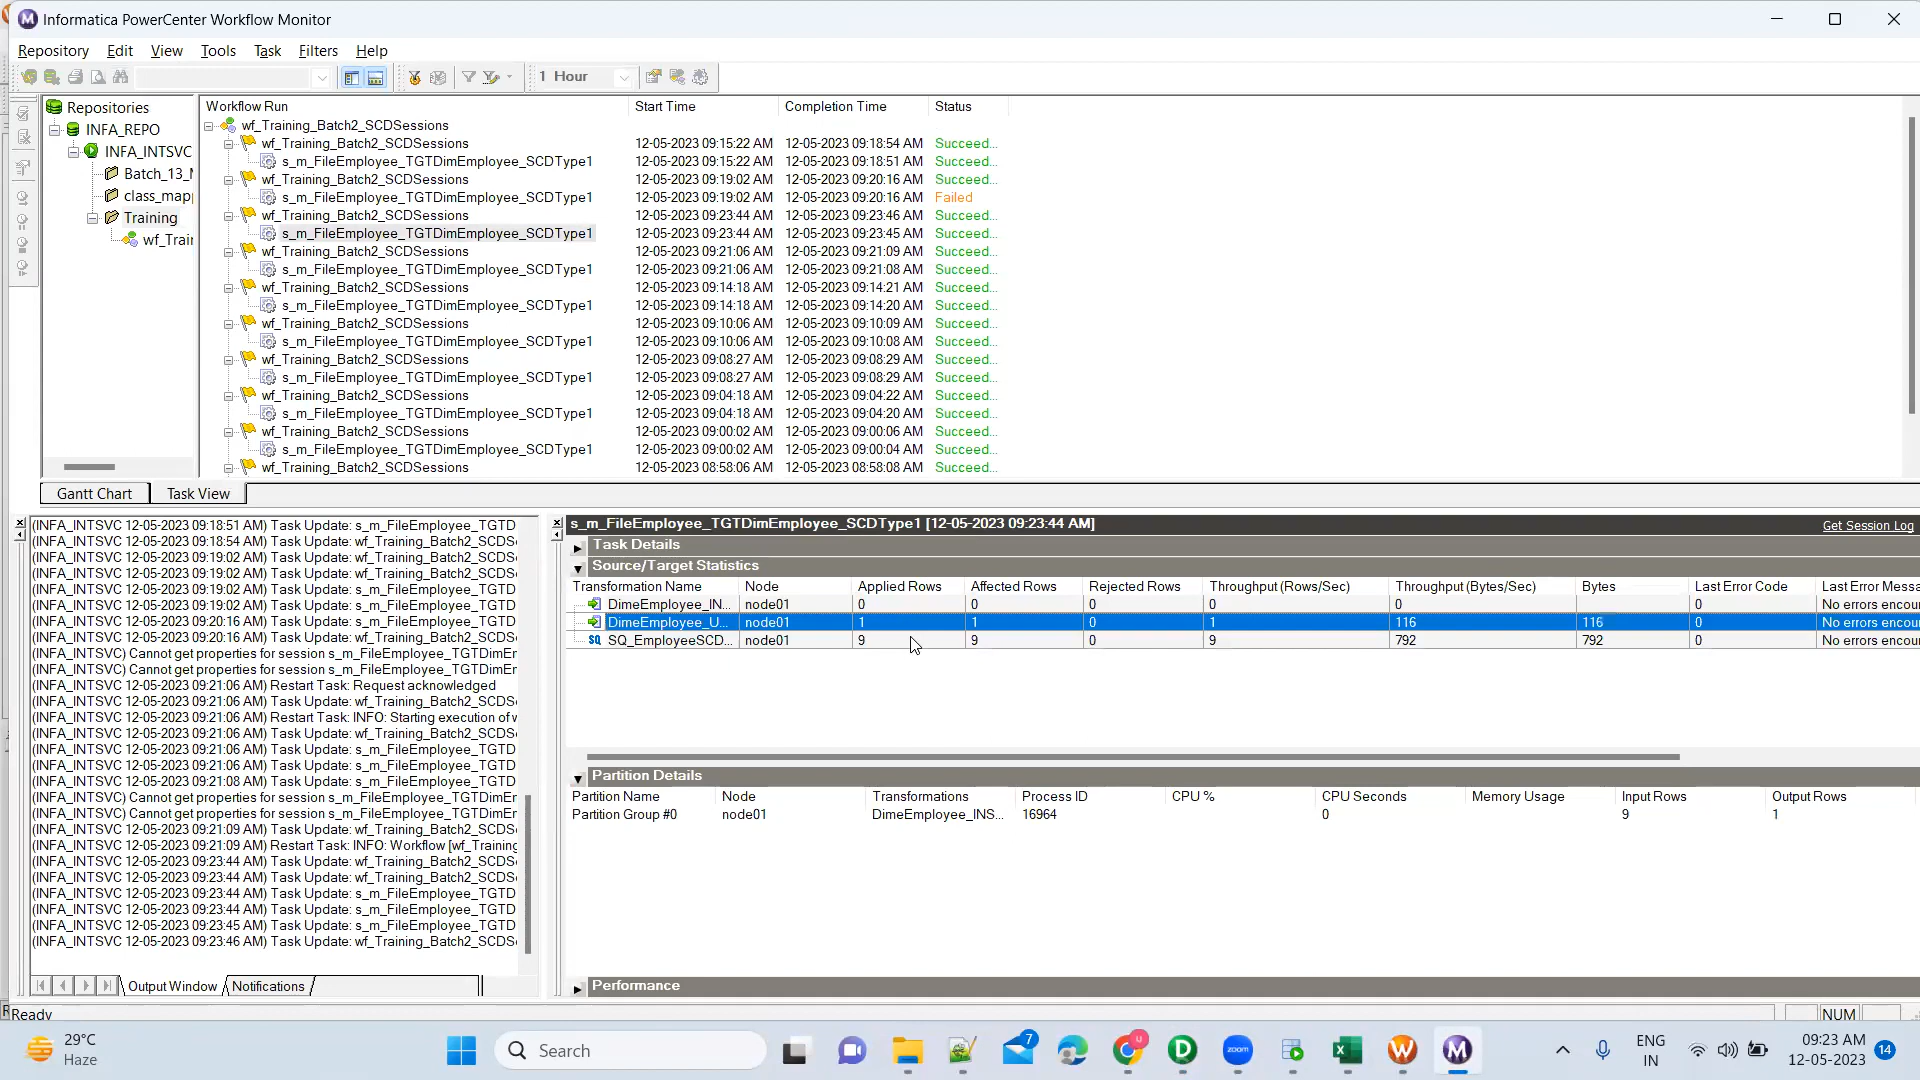 Informatica PowerCenter Workflow Monitor
Repository Edit View Tools Task Filters Help
1 Hour
Repositories
INFA_REPO
INFA_INTSVC
Batch_13_
class_map
Training
wf_Trair
Workflow Run Start Time Completion Time Status
wf_Training_Batch2_SCDSessions
wf_Training_Batch2_SCDSessions 12-05-2023 09:15:22 AM 12-05-2023 09:18:54 AM Succeed...
s_m_FileEmployee_TGTDimEmployee_SCDType1 12-05-2023 09:15:22 AM 12-05-2023 09:18:51 AM Succeed...
wf_Training_Batch2_SCDSessions 12-05-2023 09:19:02 AM 12-05-2023 09:20:16 AM Succeed...
s_m_FileEmployee_TGTDimEmployee_SCDType1 12-05-2023 09:19:02 AM 12-05-2023 09:20:16 AM Failed
wf_Training_Batch2_SCDSessions 12-05-2023 09:23:44 AM 12-05-2023 09:23:46 AM Succeed...
s_m_FileEmployee_TGTDimEmployee_SCDType1 12-05-2023 09:23:44 AM 12-05-2023 09:23:45 AM Succeed...
wf_Training_Batch2_SCDSessions 12-05-2023 09:21:06 AM 12-05-2023 09:21:09 AM Succeed...
s_m_FileEmployee_TGTDimEmployee_SCDType1 12-05-2023 09:21:06 AM 12-05-2023 09:21:08 AM Succeed...
wf_Training_Batch2_SCDSessions 12-05-2023 09:14:18 AM 12-05-2023 09:14:21 AM Succeed...
s_m_FileEmployee_TGTDimEmployee_SCDType1 12-05-2023 09:14:18 AM 12-05-2023 09:14:20 AM Succeed...
wf_Training_Batch2_SCDSessions 12-05-2023 09:10:06 AM 12-05-2023 09:10:09 AM Succeed...
s_m_FileEmployee_TGTDimEmployee_SCDType1 12-05-2023 09:10:06 AM 12-05-2023 09:10:08 AM Succeed...
wf_Training_Batch2_SCDSessions 12-05-2023 09:08:27 AM 12-05-2023 09:08:29 AM Succeed...
s_m_FileEmployee_TGTDimEmployee_SCDType1 12-05-2023 09:08:27 AM 12-05-2023 09:08:29 AM Succeed...
wf_Training_Batch2_SCDSessions 12-05-2023 09:04:18 AM 12-05-2023 09:04:22 AM Succeed...
s_m_FileEmployee_TGTDimEmployee_SCDType1 12-05-2023 09:04:18 AM 12-05-2023 09:04:20 AM Succeed...
wf_Training_Batch2_SCDSessions 12-05-2023 09:00:02 AM 12-05-2023 09:00:06 AM Succeed...
s_m_FileEmployee_TGTDimEmployee_SCDType1 12-05-2023 09:00:02 AM 12-05-2023 09:00:04 AM Succeed...
wf_Training_Batch2_SCDSessions 12-05-2023 08:58:06 AM 12-05-2023 08:58:08 AM Succeed...
Gantt Chart Task View
(INFA_INTSVC 12-05-2023 09:18:51 AM) Task Update: s_m_FileEmployee_TGTD
(INFA_INTSVC 12-05-2023 09:18:54 AM) Task Update: wf_Training_Batch2_SCDS
(INFA_INTSVC 12-05-2023 09:19:02 AM) Task Update: wf_Training_Batch2_SCDS
(INFA_INTSVC 12-05-2023 09:19:02 AM) Task Update: s_m_FileEmployee_TGTD
(INFA_INTSVC 12-05-2023 09:19:02 AM) Task Update: s_m_FileEmployee_TGTD
(INFA_INTSVC 12-05-2023 09:19:02 AM) Task Update: s_m_FileEmployee_TGTD
(INFA_INTSVC 12-05-2023 09:20:16 AM) Task Update: s_m_FileEmployee_TGTD
(INFA_INTSVC 12-05-2023 09:20:16 AM) Task Update: wf_Training_Batch2_SCDS
(INFA_INTSVC) Cannot get properties for session s_m_FileEmployee_TGTDimEr
(INFA_INTSVC) Cannot get properties for session s_m_FileEmployee_TGTDimEr
(INFA_INTSVC 12-05-2023 09:21:06 AM) Restart Task: Request acknowledged
(INFA_INTSVC 12-05-2023 09:21:06 AM) Task Update: wf_Training_Batch2_SCDS
(INFA_INTSVC 12-05-2023 09:21:06 AM) Restart Task: INFO: Starting execution of w
(INFA_INTSVC 12-05-2023 09:21:06 AM) Task Update: wf_Training_Batch2_SCDS
(INFA_INTSVC 12-05-2023 09:21:06 AM) Task Update: s_m_FileEmployee_TGTD
(INFA_INTSVC 12-05-2023 09:21:06 AM) Task Update: s_m_FileEmployee_TGTD
(INFA_INTSVC 12-05-2023 09:21:08 AM) Task Update: s_m_FileEmployee_TGTD
(INFA_INTSVC) Cannot get properties for session s_m_FileEmployee_TGTDimEr
(INFA_INTSVC) Cannot get properties for session s_m_FileEmployee_TGTDimEr
(INFA_INTSVC 12-05-2023 09:21:09 AM) Task Update: wf_Training_Batch2_SCDS
(INFA_INTSVC 12-05-2023 09:21:09 AM) Restart Task: INFO: Workflow [wf_Training
(INFA_INTSVC 12-05-2023 09:23:44 AM) Task Update: wf_Training_Batch2_SCDS
(INFA_INTSVC 12-05-2023 09:23:44 AM) Task Update: wf_Training_Batch2_SCDS
(INFA_INTSVC 12-05-2023 09:23:44 AM) Task Update: s_m_FileEmployee_TGTD
(INFA_INTSVC 12-05-2023 09:23:44 AM) Task Update: s_m_FileEmployee_TGTD
(INFA_INTSVC 12-05-2023 09:23:45 AM) Task Update: s_m_FileEmployee_TGTD
(INFA_INTSVC 12-05-2023 09:23:46 AM) Task Update: wf_Training_Batch2_SCDS
Output Window Notifications
s_m_FileEmployee_TGTDimEmployee_SCDType1 [12-05-2023 09:23:44 AM] Get Session Log
Task Details
Source/Target Statistics
Transformation Name Node Applied Rows Affected Rows Rejected Rows Throughput (Rows/Sec) Throughput (Bytes/Sec) Bytes Last Error Code Last Error Messa
DimeEmployee_IN... node01 0 0 0 0 0 0 No errors encou
DimeEmployee_U... node01 1 1 0 1 116 116 0 No errors encou
SQ SQ_EmployeeSCD... node01 9 9 0 9 792 792 0 No errors encou
Partition Details
Partition Name Node Transformations Process ID CPU % CPU Seconds Memory Usage Input Rows Output Rows
Partition Group #0 node01 DimeEmployee_INS... 16964 0 9 1
Performance
Ready NUM
29°C
Haze
Search
7
zoom
ENG
IN
09:23 AM
12-05-2023
14